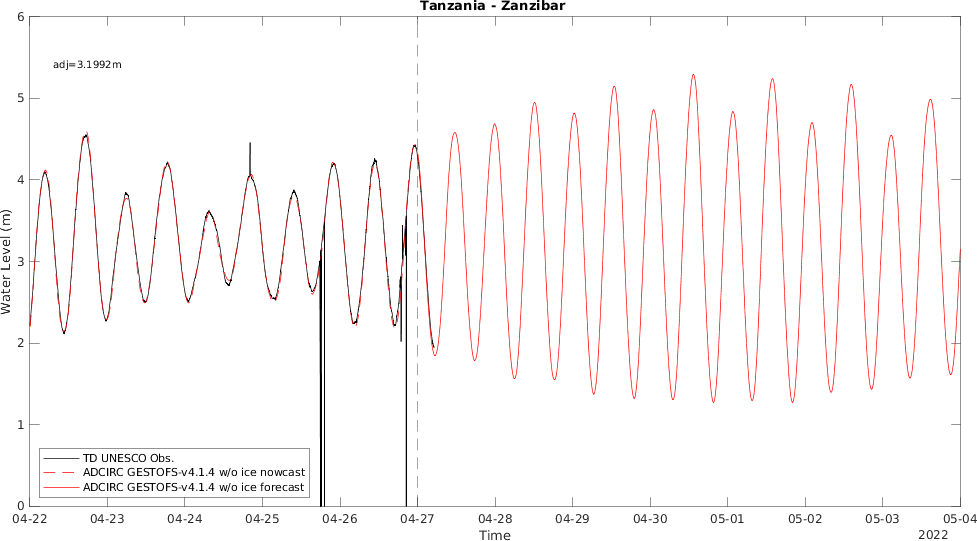 Tanzania - Zanzibar
adj=3.1992m
Water Level (m)
6
5
4
3
2
1
0
TD UNESCO Obs.
ADCIRC GESTOFS-v4.1.4 w/o ice nowcast
ADCIRC GESTOFS-v4.1.4 w/o ice forecast
04-22 04-23 04-24 04-25 04-26 04-27 04-28 04-29 04-30 05-01 05-02 05-03 05-04
Time
2022